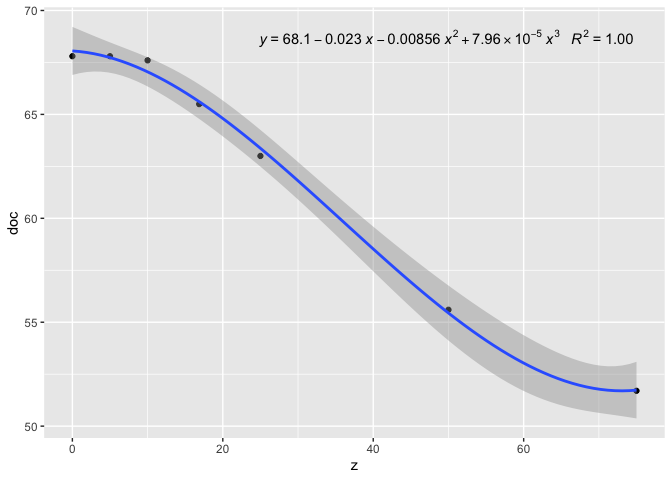 70
y = 68.1 − 0.023 x − 0.00856 x² + 7.96 × 10⁻⁵ x³ R² = 1.00
65
60
55
50
doc
0 20 40 60
z